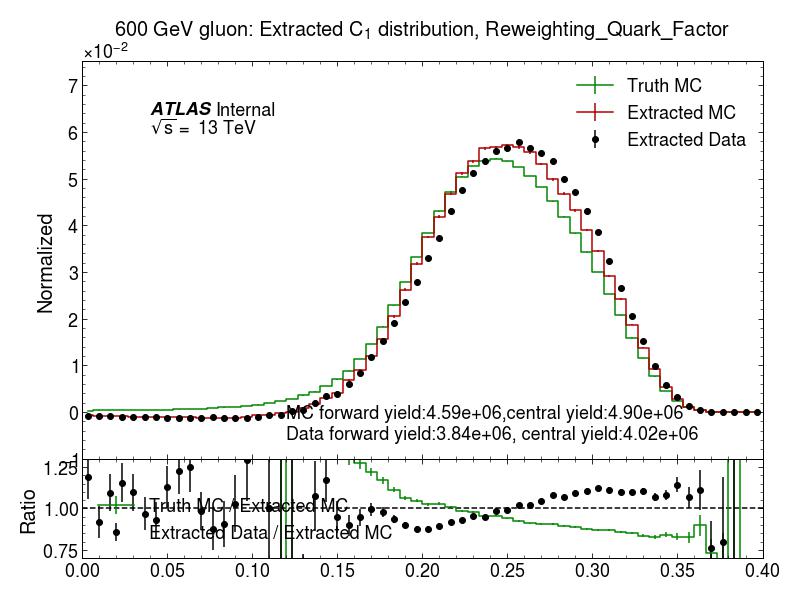 600 GeV gluon: Extracted C₁ distribution, Reweighting_Quark_Factor
×10⁻²
ATLAS Internal
√s = 13 TeV
Truth MC
Extracted MC
Extracted Data
Normalized
7
6
5
4
3
2
1
0
MC forward yield:4.59e+06,central yield:4.90e+06
Data forward yield:3.84e+06, central yield:4.02e+06
Ratio
1.25
1.00
0.75
Truth MC / Extracted MC
Extracted Data / Extracted MC
0.00 0.05 0.10 0.15 0.20 0.25 0.30 0.35 0.40